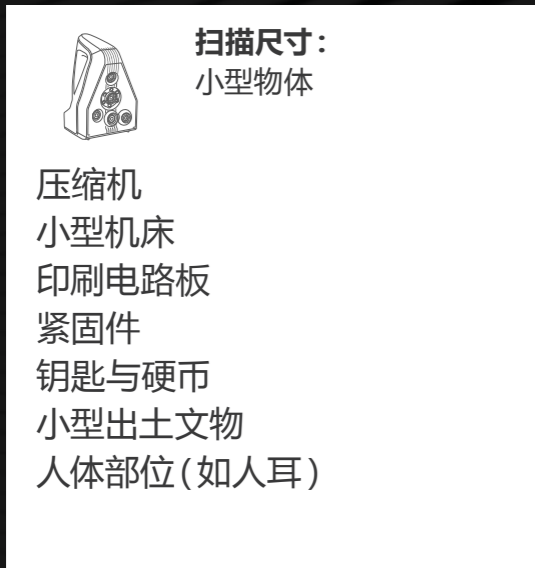 扫描尺寸：
小型物体
压缩机
小型机床
印刷电路板
紧固件
钥匙与硬币
小型出土文物
人体部位(如人耳)